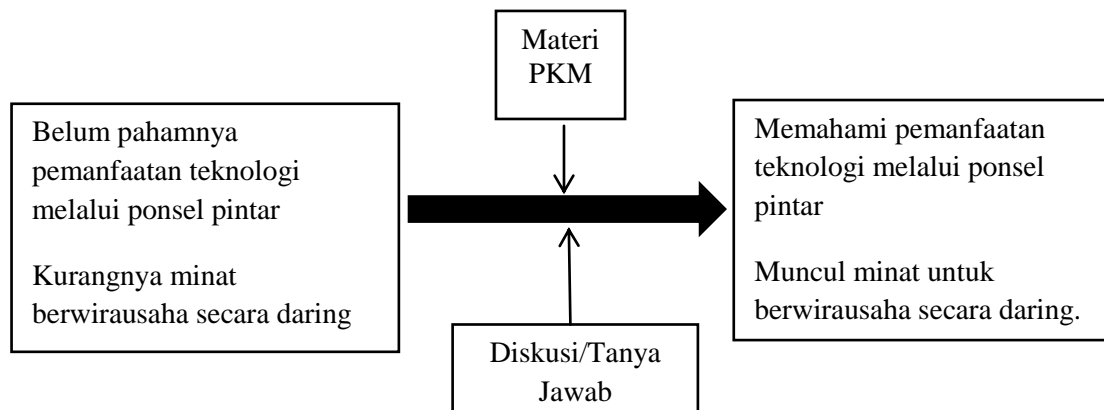 Materi
PKM
Belum pahamnya
pemanfaatan teknologi
melalui ponsel pintar
Kurangnya minat
berwirausaha secara daring
Memahami pemanfaatan
teknologi melalui ponsel
pintar
Muncul minat untuk
berwirausaha secara daring.
Diskusi/Tanya
Jawab